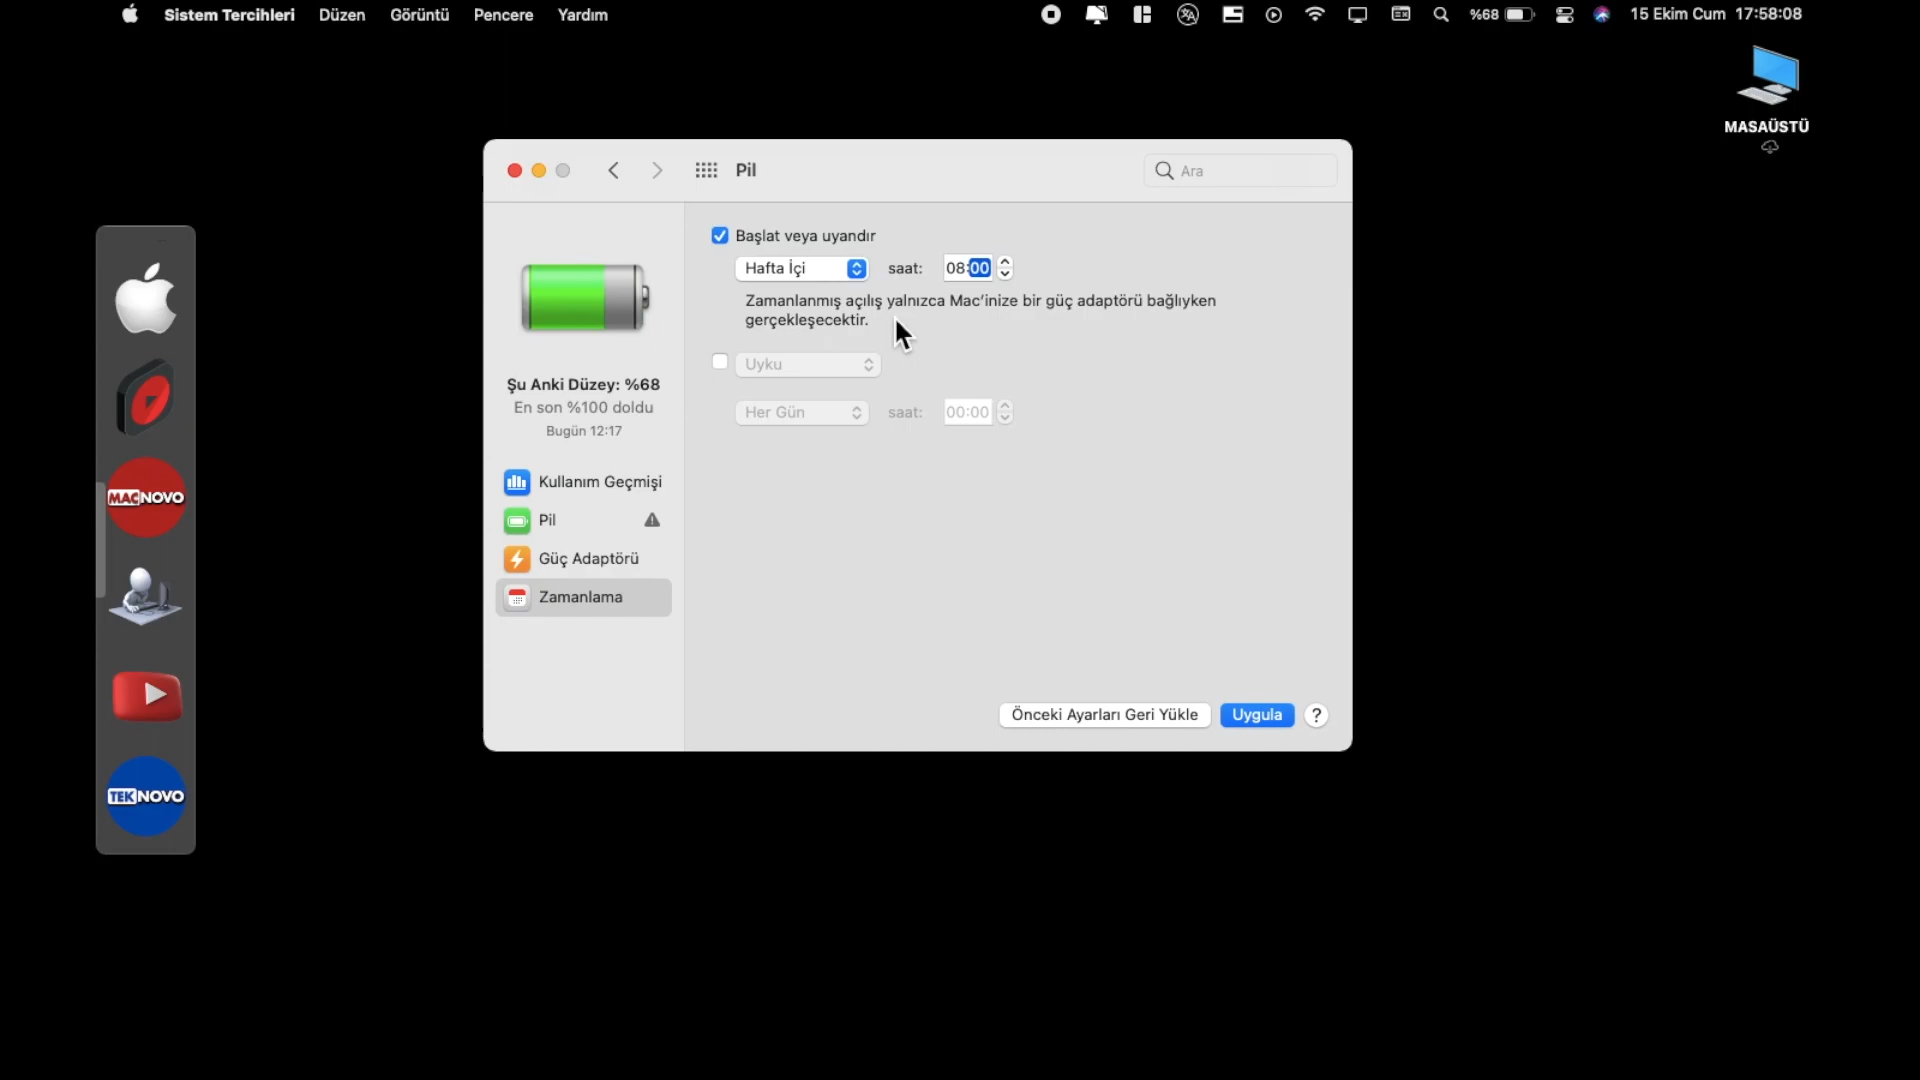 Sistem Tercihleri Düzen Görüntü Pencere Yardım %68 15 Ekim Cum 17:58:08
MASAÜSTÜ
Pil
Ara
Başlat veya uyandır
Hafta İçi saat: 08:00
Zamanlanmış açılış yalnızca Mac'inize bir güç adaptörü bağlıyken
gerçekleşecektir.
Uyku
Her Gün saat: 00:00
Şu Anki Düzey: %68
En son %100 doldu
Bugün 12:17
Kullanım Geçmişi
Pil
Güç Adaptörü
Zamanlama
Önceki Ayarları Geri Yükle Uygula ?
MACNOVO
TEKNOVO